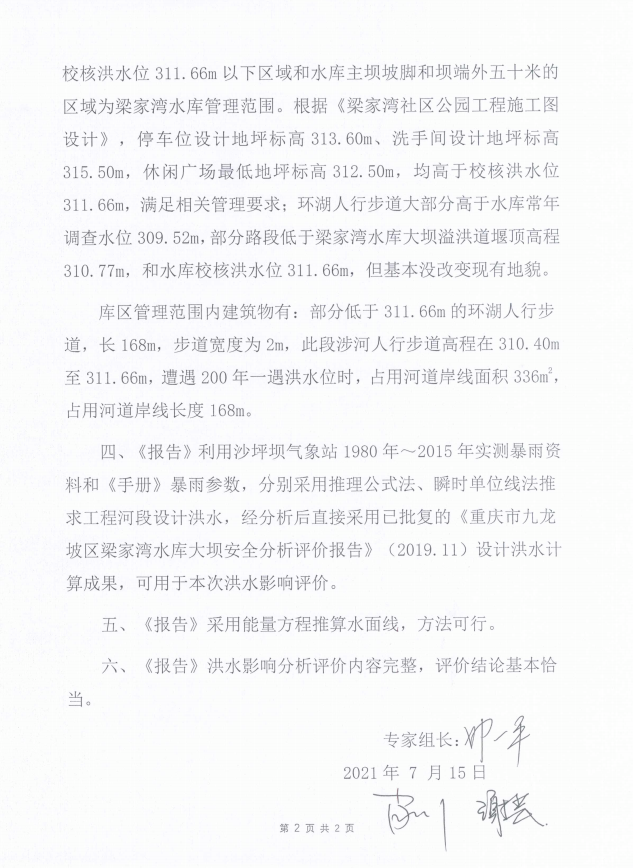 校核洪水位 311.66m 以下区域和水库主坝坡脚和坝端外五十米的
区域为梁家湾水库管理范围。根据《梁家湾社区公园工程施工图
设计》，停车位设计地坪标高 313.60m、洗手间设计地坪标高
315.50m，休闲广场最低地坪标高 312.50m，均高于校核洪水位
311.66m，满足相关管理要求；环湖人行步道大部分高于水库常年
调查水位 309.52m，部分路段低于梁家湾水库大坝溢洪道堰顶高程
310.77m，和水库校核洪水位 311.66m，但基本没改变现有地貌。
库区管理范围内建筑物有：部分低于 311.66m 的环湖人行步
道，长 168m，步道宽度为 2m，此段涉河人行步道高程在 310.40m
至 311.66m，遭遇 200 年一遇洪水位时，占用河道岸线面积 336m²，
占用河道岸线长度 168m。
四、《报告》利用沙坪坝气象站 1980 年～2015 年实测暴雨资
料和《手册》暴雨参数，分别采用推理公式法、瞬时单位线法推
求工程河段设计洪水，经分析后直接采用已批复的《重庆市九龙
坡区梁家湾水库大坝安全分析评价报告》（2019.11）设计洪水计
算成果，可用于本次洪水影响评价。
五、《报告》采用能量方程推算水面线，方法可行。
六、《报告》洪水影响分析评价内容完整，评价结论基本恰
当。
专家组长：
2021 年 7 月 15 日
第 2 页 共 2 页